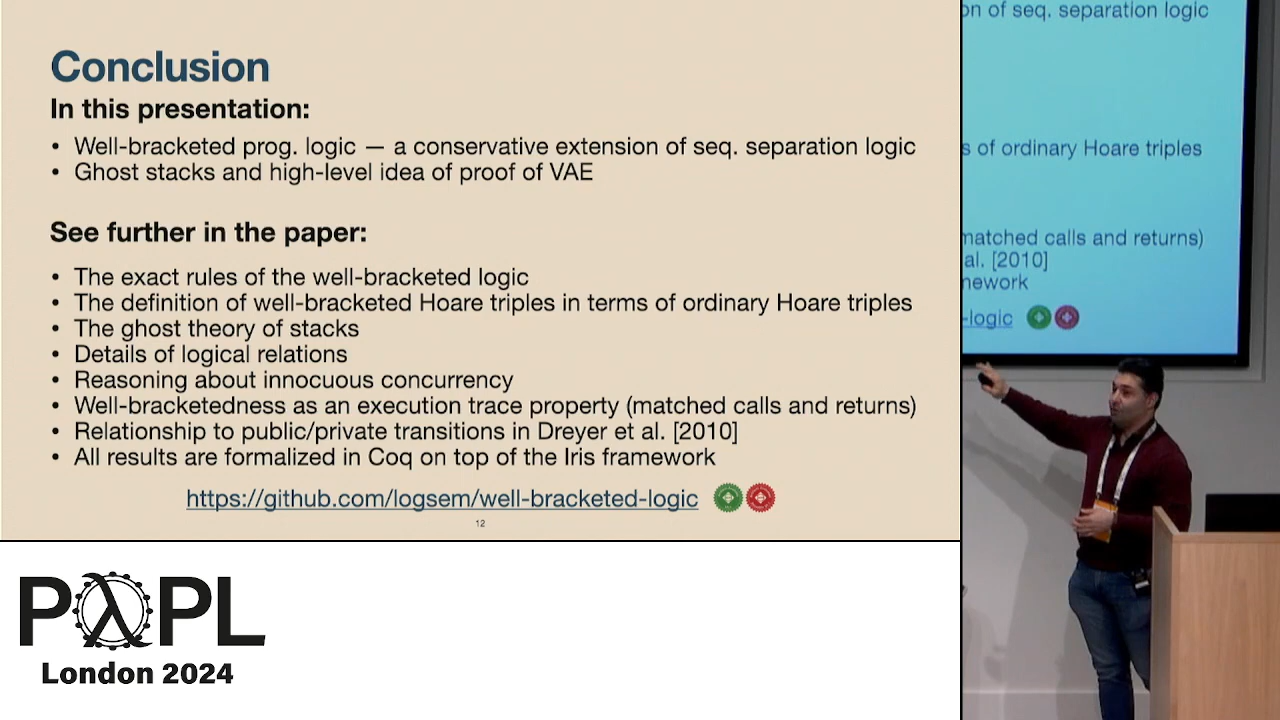 Conclusion
In this presentation:
• Well-bracketed prog. logic — a conservative extension of seq. separation logic
• Ghost stacks and high-level idea of proof of VAE
See further in the paper:
• The exact rules of the well-bracketed logic
• The definition of well-bracketed Hoare triples in terms of ordinary Hoare triples
• The ghost theory of stacks
• Details of logical relations
• Reasoning about innocuous concurrency
• Well-bracketedness as an execution trace property (matched calls and returns)
• Relationship to public/private transitions in Dreyer et al. [2010]
• All results are formalized in Coq on top of the Iris framework
https://github.com/logsem/well-bracketed-logic
12
on of seq. separation logic
s of ordinary Hoare triples
matched calls and returns)
al. [2010]
nework
-logic
PλPL
London 2024